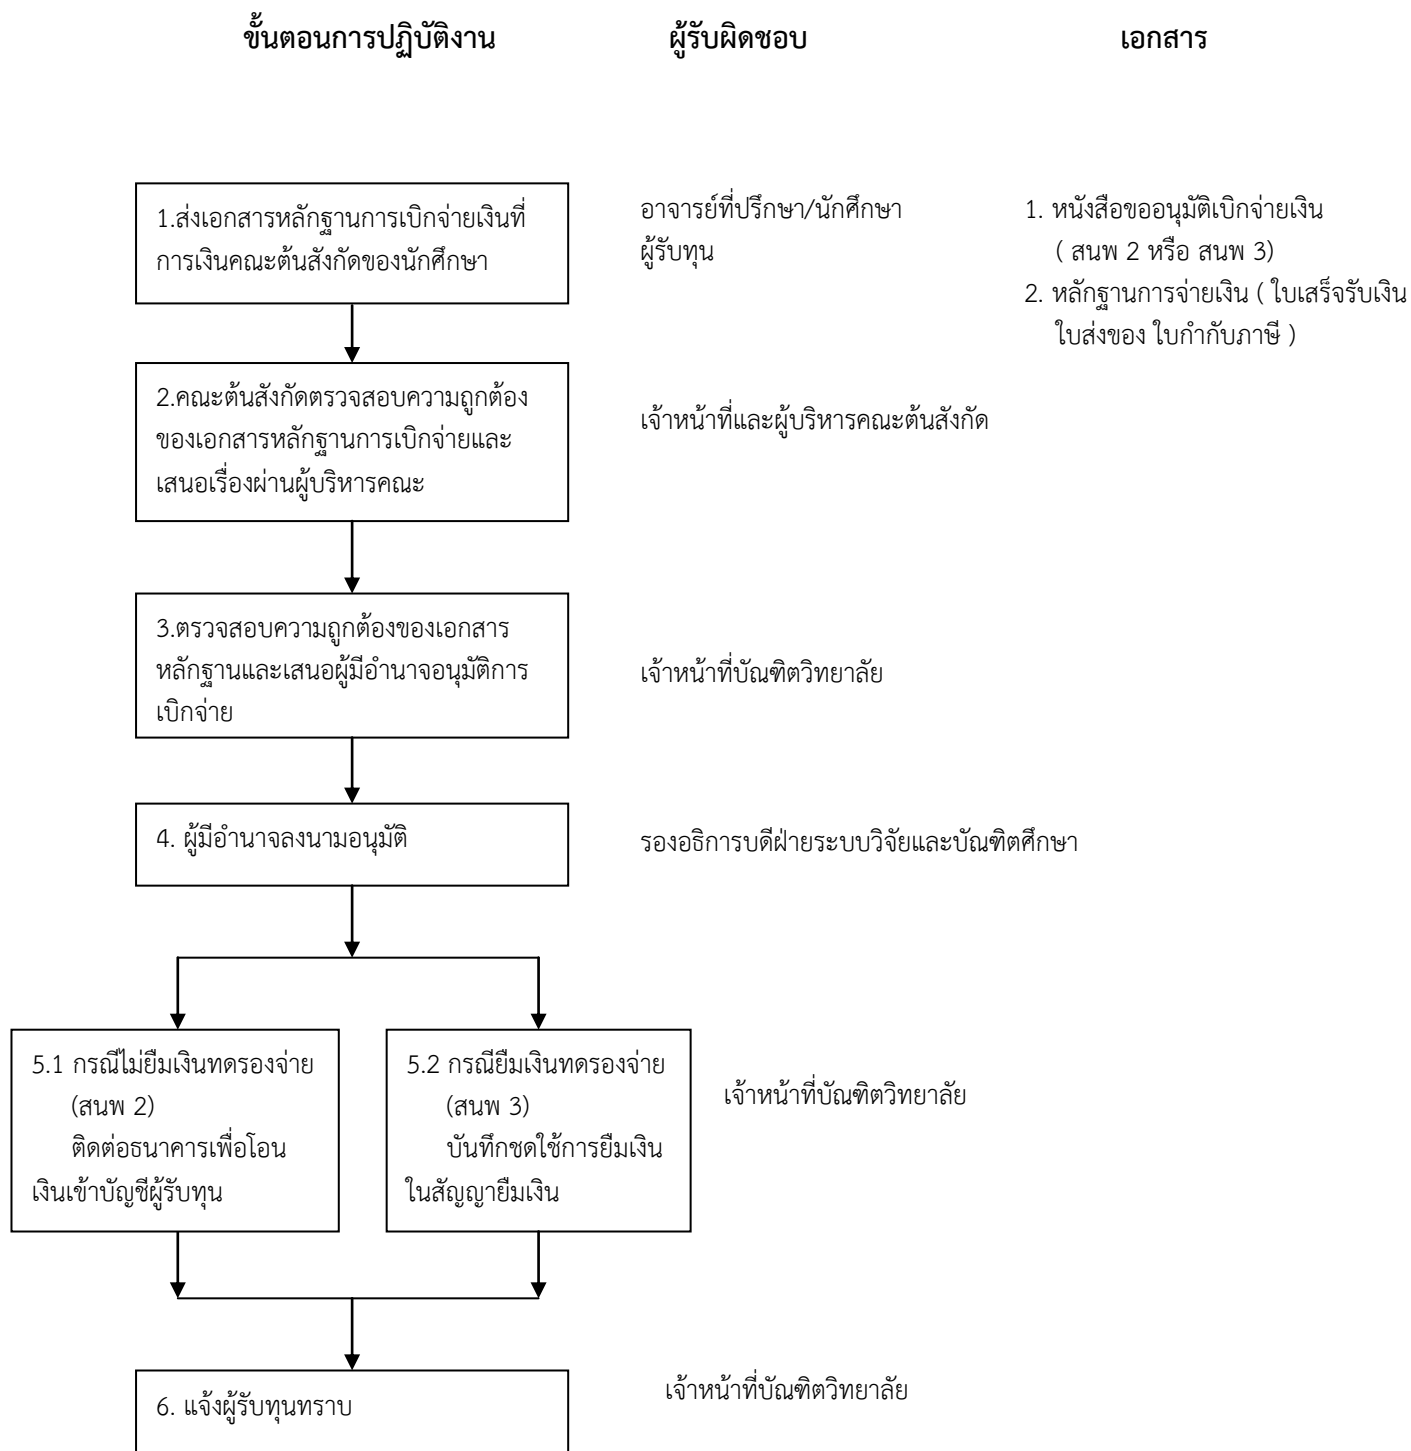 ขั้นตอนการปฏิบัติงาน
ผู้รับผิดชอบ
เอกสาร
1.ส่งเอกสารหลักฐานการเบิกจ่ายเงินที่
การเงินคณะต้นสังกัดของนักศึกษา
อาจารย์ที่ปรึกษา/นักศึกษา
ผู้รับทุน
1. หนังสือขออนุมัติเบิกจ่ายเงิน
( สนพ 2 หรือ สนพ 3)
2. หลักฐานการจ่ายเงิน ( ใบเสร็จรับเงิน
ใบส่งของ ใบกำกับภาษี )
2.คณะต้นสังกัดตรวจสอบความถูกต้อง
ของเอกสารหลักฐานการเบิกจ่ายและ
เสนอเรื่องผ่านผู้บริหารคณะ
เจ้าหน้าที่และผู้บริหารคณะต้นสังกัด
3.ตรวจสอบความถูกต้องของเอกสาร
หลักฐานและเสนอผู้มีอำนาจอนุมัติการ
เบิกจ่าย
เจ้าหน้าที่บัณฑิตวิทยาลัย
4. ผู้มีอำนาจลงนามอนุมัติ
รองอธิการบดีฝ่ายระบบวิจัยและบัณฑิตศึกษา
5.1 กรณีไม่ยืมเงินทดรองจ่าย
(สนพ 2)
ติดต่อธนาคารเพื่อโอน
เงินเข้าบัญชีผู้รับทุน
5.2 กรณียืมเงินทดรองจ่าย
(สนพ 3)
บันทึกชดใช้การยืมเงิน
ในสัญญายืมเงิน
เจ้าหน้าที่บัณฑิตวิทยาลัย
6. แจ้งผู้รับทุนทราบ
เจ้าหน้าที่บัณฑิตวิทยาลัย